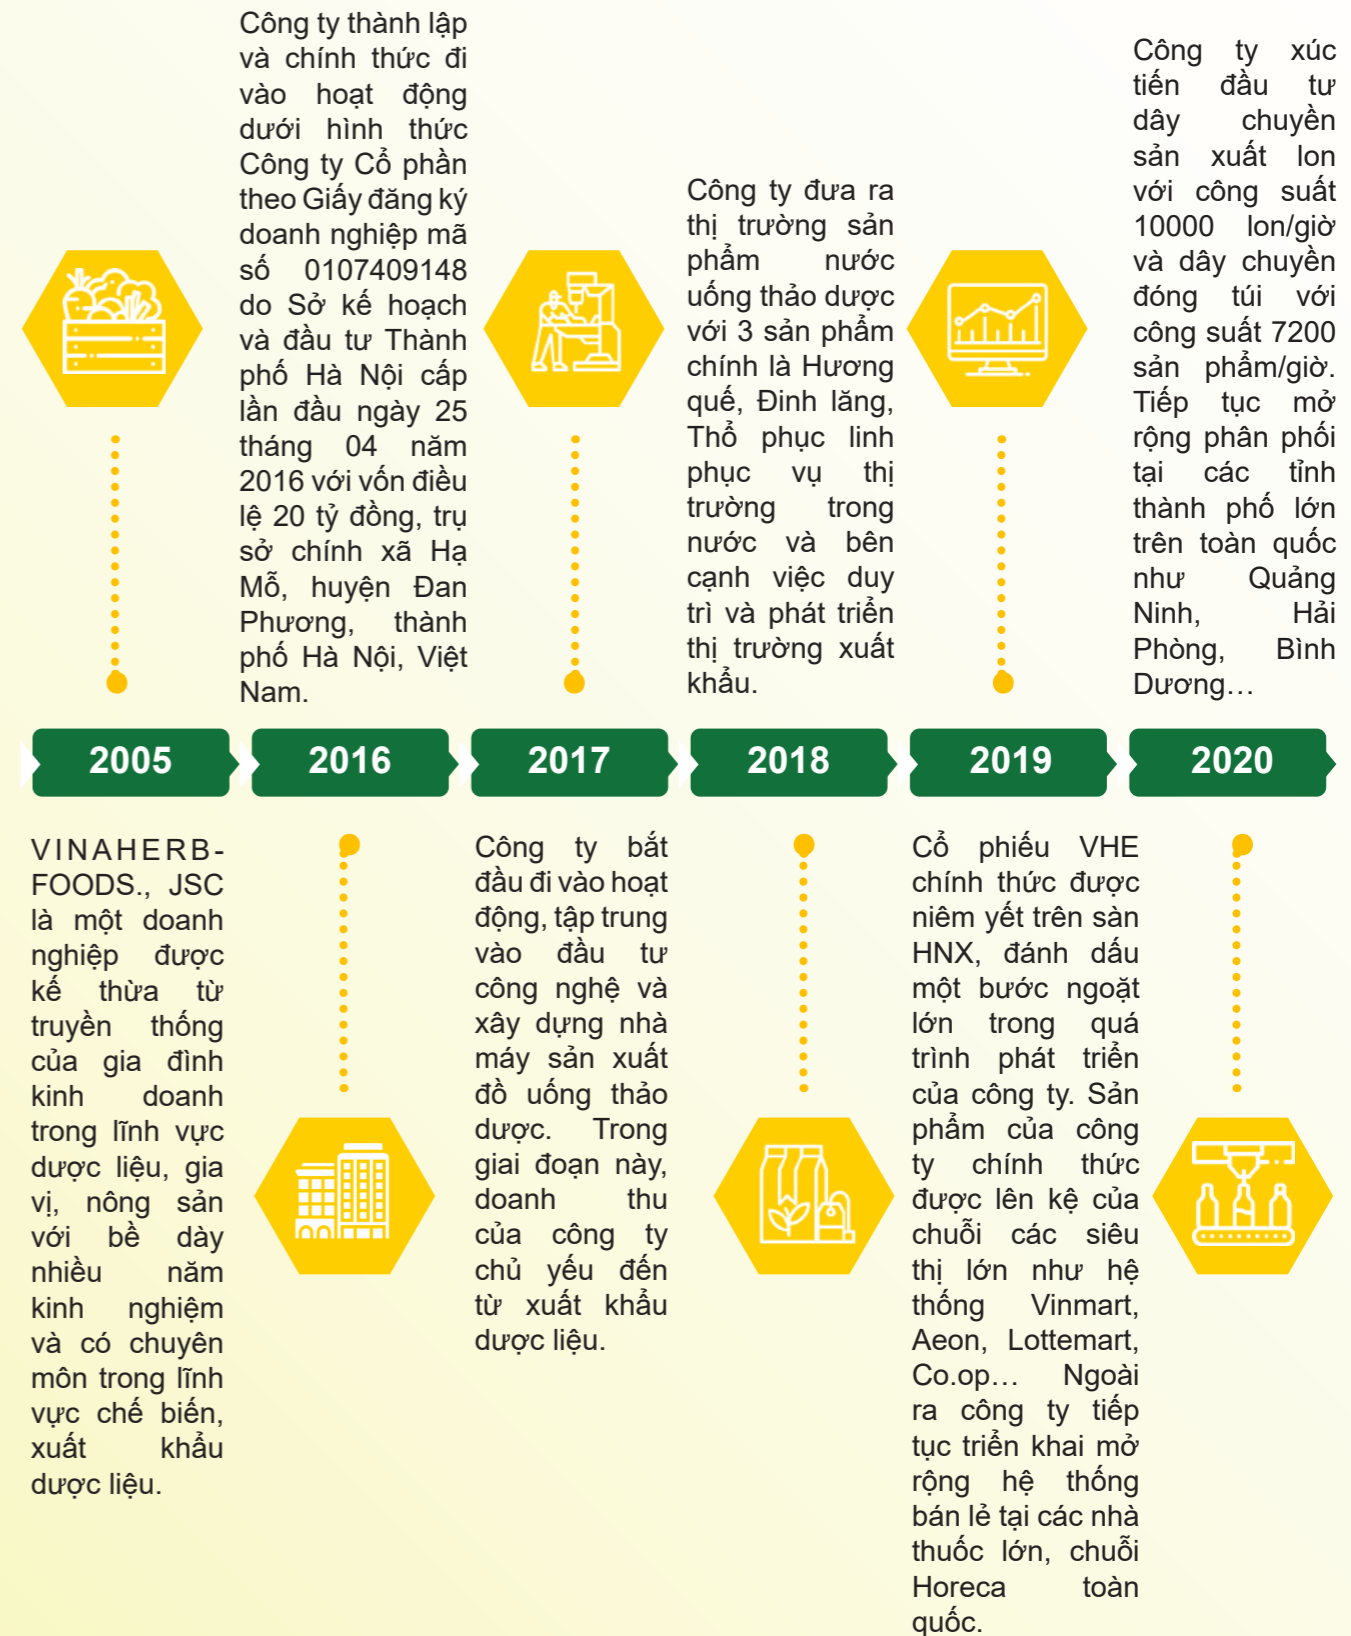 Công ty thành lập
và chính thức đi
vào hoạt động
dưới hình thức
Công ty Cổ phần
theo Giấy đăng ký
doanh nghiệp mã
số 0107409148
do Sở kế hoạch
và đầu tư Thành
phố Hà Nội cấp
lần đầu ngày 25
tháng 04 năm
2016 với vốn điều
lệ 20 tỷ đồng, trụ
sở chính xã Hạ
Mỗ, huyện Đan
Phương, thành
phố Hà Nội, Việt
Nam.
Công ty đưa ra
thị trường sản
phẩm nước
uống thảo dược
với 3 sản phẩm
chính là Hương
quế, Đinh lăng,
Thổ phục linh
phục vụ thị
trường trong
nước và bên
cạnh việc duy
trì và phát triển
thị trường xuất
khẩu.
Công ty xúc
tiến đầu tư
dây chuyền
sản xuất lon
với công suất
10000 lon/giờ
và dây chuyền
đóng túi với
công suất 7200
sản phẩm/giờ.
Tiếp tục mở
rộng phân phối
tại các tỉnh
thành phố lớn
trên toàn quốc
như Quảng
Ninh, Hải
Phòng, Bình
Dương…
2005 2016 2017 2018 2019 2020
VINAHERB-
FOODS., JSC
là một doanh
nghiệp được
kế thừa từ
truyền thống
của gia đình
kinh doanh
trong lĩnh vực
dược liệu, gia
vị, nông sản
với bề dày
nhiều năm
kinh nghiệm
và có chuyên
môn trong lĩnh
vực chế biến,
xuất khẩu
dược liệu.
Công ty bắt
đầu đi vào hoạt
động, tập trung
vào đầu tư
công nghệ và
xây dựng nhà
máy sản xuất
đồ uống thảo
dược. Trong
giai đoạn này,
doanh thu
của công ty
chủ yếu đến
từ xuất khẩu
dược liệu.
Cổ phiếu VHE
chính thức được
niêm yết trên sàn
HNX, đánh dấu
một bước ngoặt
lớn trong quá
trình phát triển
của công ty. Sản
phẩm của công
ty chính thức
được lên kệ của
chuỗi các siêu
thị lớn như hệ
thống Vinmart,
Aeon, Lottemart,
Co.op… Ngoài
ra công ty tiếp
tục triển khai mở
rộng hệ thống
bán lẻ tại các nhà
thuốc lớn, chuỗi
Horeca toàn
quốc.